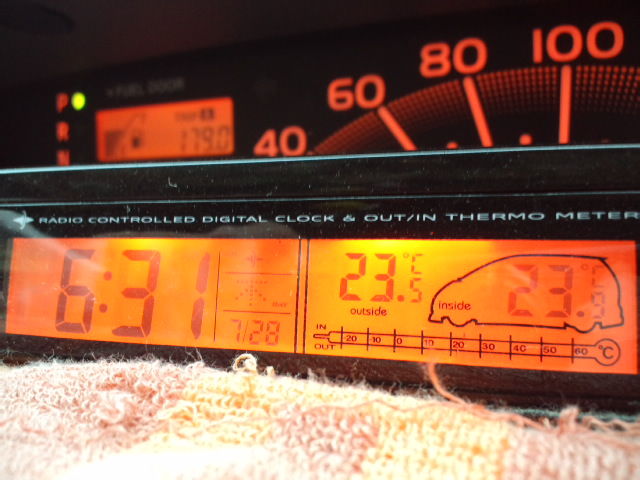 100
80
60
40
FUEL DOOR
P
R
N
TRIP
179.0
RADIO CONTROLLED DIGITAL CLOCK & OUT/IN THERMO METER
6:31
7/28
23.5°C
outside
inside
23.
IN
OUT
20 10 0 10 20 30 40 50 60 °C